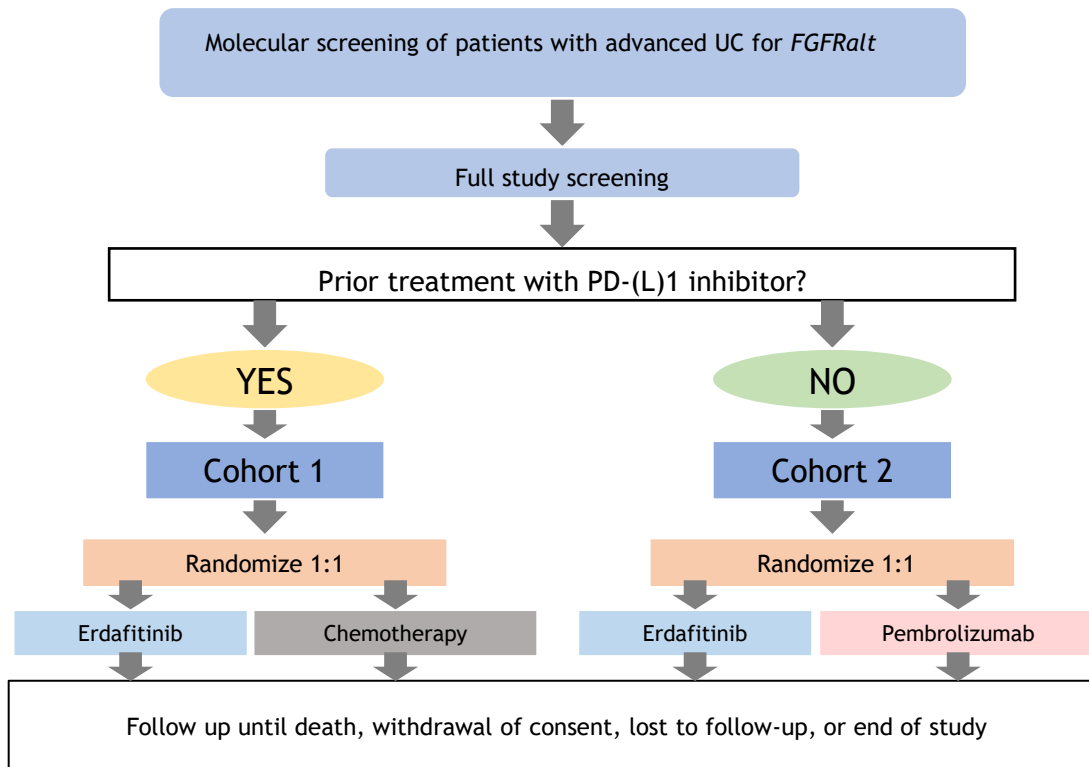 Molecular screening of patients with advanced UC for FGFRalt
Full study screening
Prior treatment with PD-(L)1 inhibitor?
YES
NO
Cohort 1
Cohort 2
Randomize 1:1
Randomize 1:1
Erdafitinib
Chemotherapy
Erdafitinib
Pembrolizumab
Follow up until death, withdrawal of consent, lost to follow-up, or end of study